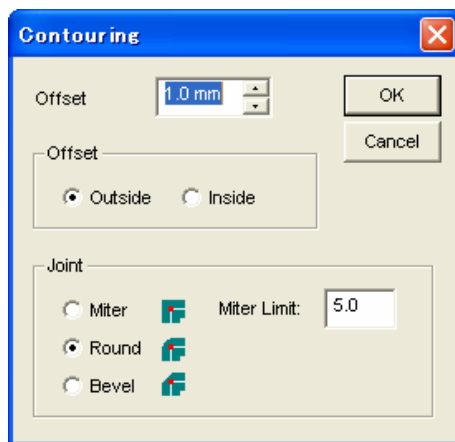 Contouring
Offset
1.0 mm
OK
Cancel
Offset
Outside
Inside
Joint
Miter
Miter Limit:
5.0
Round
Bevel